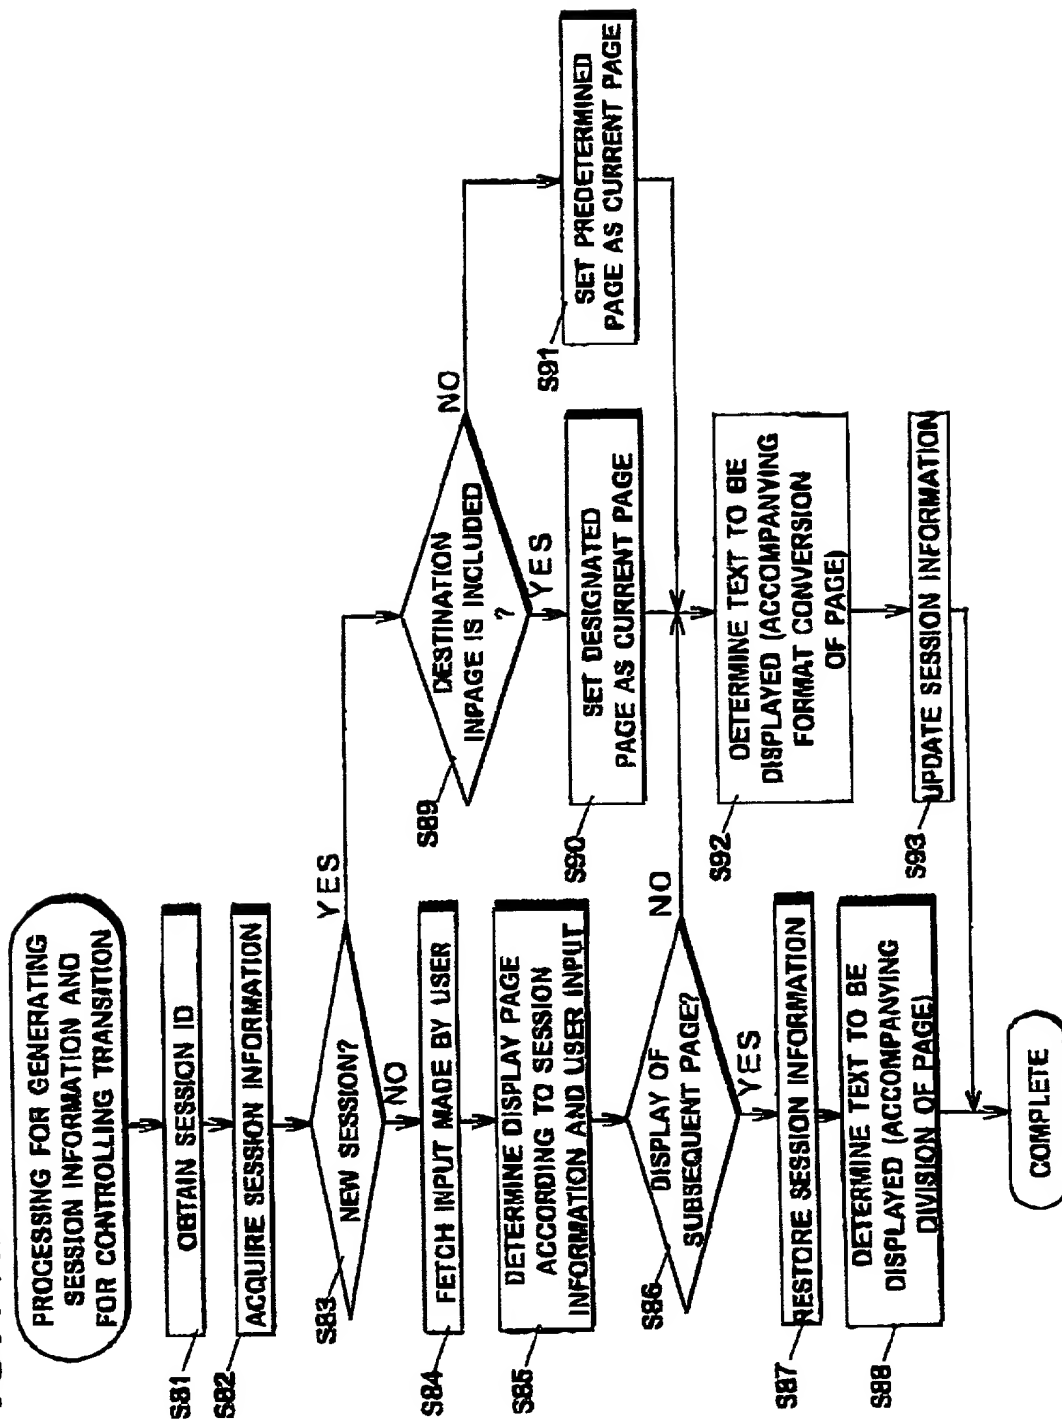 PROCESSING FOR GENERATING
SESSION INFORMATION AND
FOR CONTROLLING TRANSITION
S81
OBTAIN SESSION ID
S82
ACQUIRE SESSION INFORMATION
S83
NEW SESSION?
YES
NO
S84
FETCH INPUT MADE BY USER
S85
DETERMINE DISPLAY PAGE
ACCORDING TO SESSION
INFORMATION AND USER INPUT
S86
DISPLAY OF
SUBSEQUENT PAGE?
NO
YES
S87
RESTORE SESSION INFORMATION
S88
DETERMINE TEXT TO BE
DISPLAYED (ACCOMPANYING
DIVISION OF PAGE)
COMPLETE
S89
DESTINATION
INPAGE IS INCLUDED
?
NO
YES
S90
SET DESIGNATED
PAGE AS CURRENT PAGE
S91
SET PREDETERMINED
PAGE AS CURRENT PAGE
S92
DETERMINE TEXT TO BE
DISPLAYED (ACCOMPANYING
FORMAT CONVERSION
OF PAGE)
S93
UPDATE SESSION INFORMATION